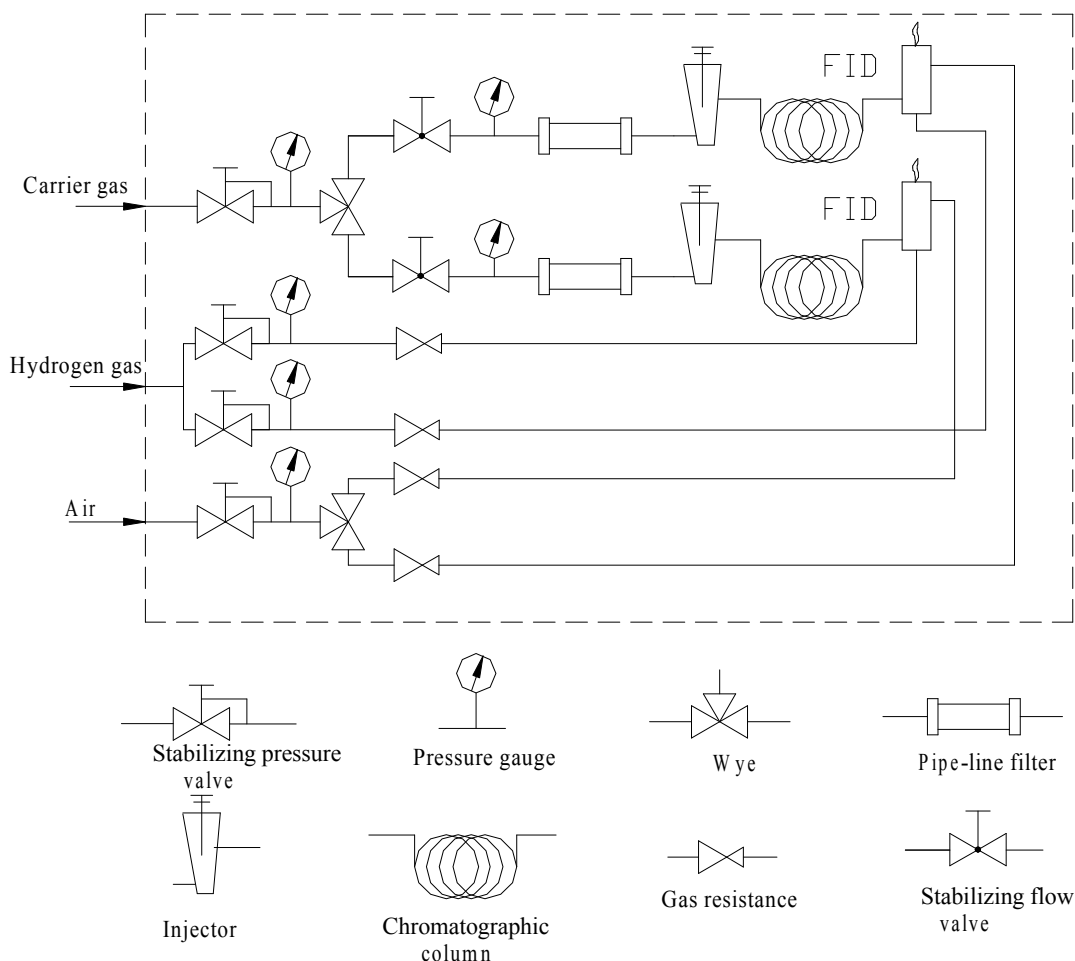 FID
Carrier gas
FID
Hydrogen gas
Air
Stabilizing pressure
valve
Pressure gauge
Wye
Pipe-line filter
Injector
Chromatographic
column
Gas resistance
Stabilizing flow
valve